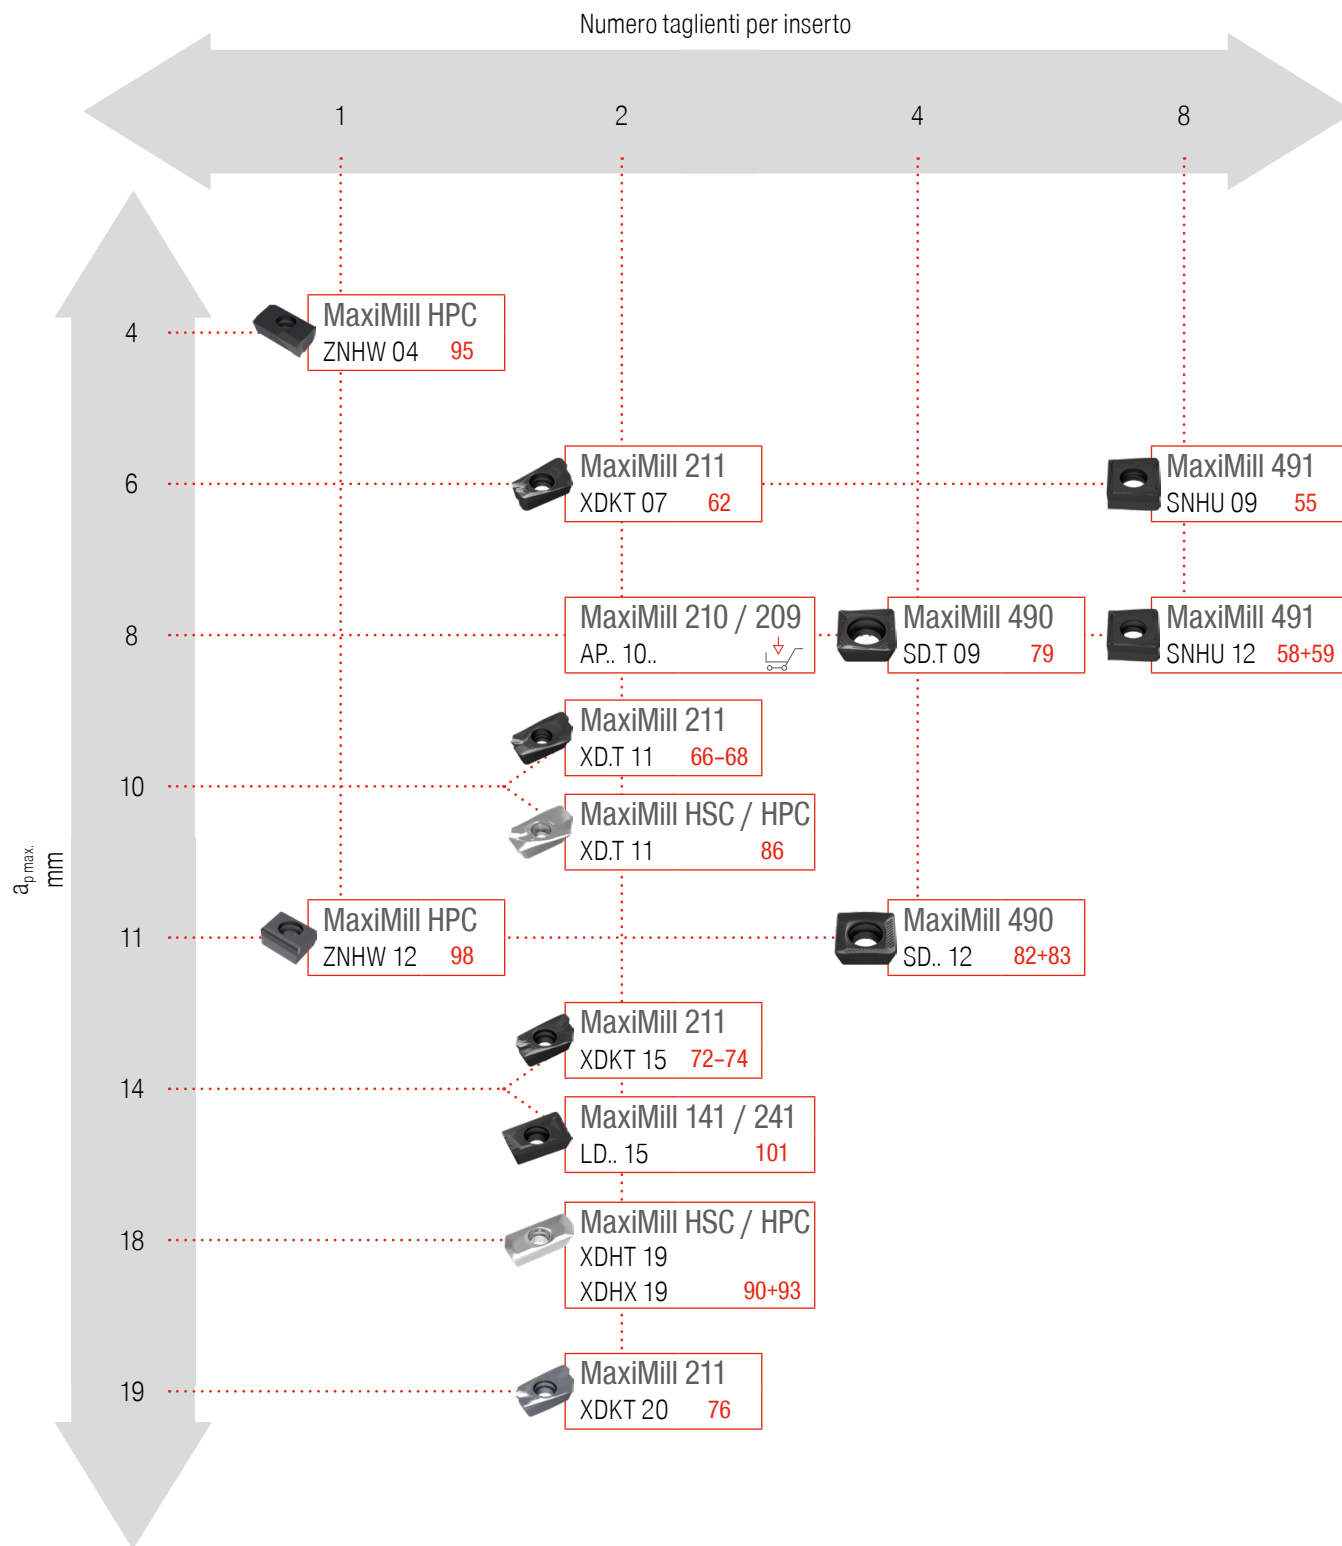 Numero taglienti per inserto
1 2 4 8
4
MaxiMill HPC
ZNHW 04 95
6
MaxiMill 211
XDKT 07 62
MaxiMill 491
SNHU 09 55
8
MaxiMill 210 / 209
AP.. 10..
MaxiMill 490
SD.T 09 79
MaxiMill 491
SNHU 12 58+59
10
MaxiMill 211
XD.T 11 66–68
MaxiMill HSC / HPC
XD.T 11 86
ap max.
mm
11
MaxiMill HPC
ZNHW 12 98
MaxiMill 490
SD.. 12 82+83
14
MaxiMill 211
XDKT 15 72–74
MaxiMill 141 / 241
LD.. 15 101
18
MaxiMill HSC / HPC
XDHT 19
XDHX 19 90+93
19
MaxiMill 211
XDKT 20 76